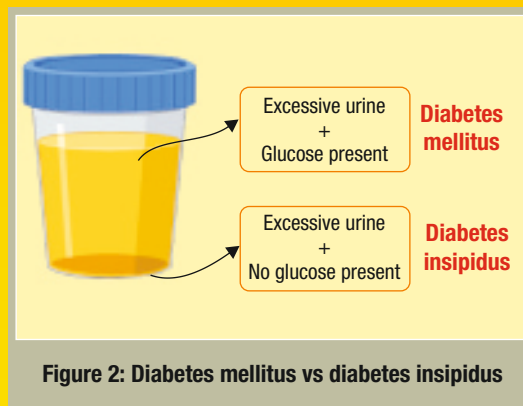 Excessive urine
+
Glucose present
Diabetes
mellitus
Excessive urine
+
No glucose present
Diabetes
insipidus
Figure 2: Diabetes mellitus vs diabetes insipidus